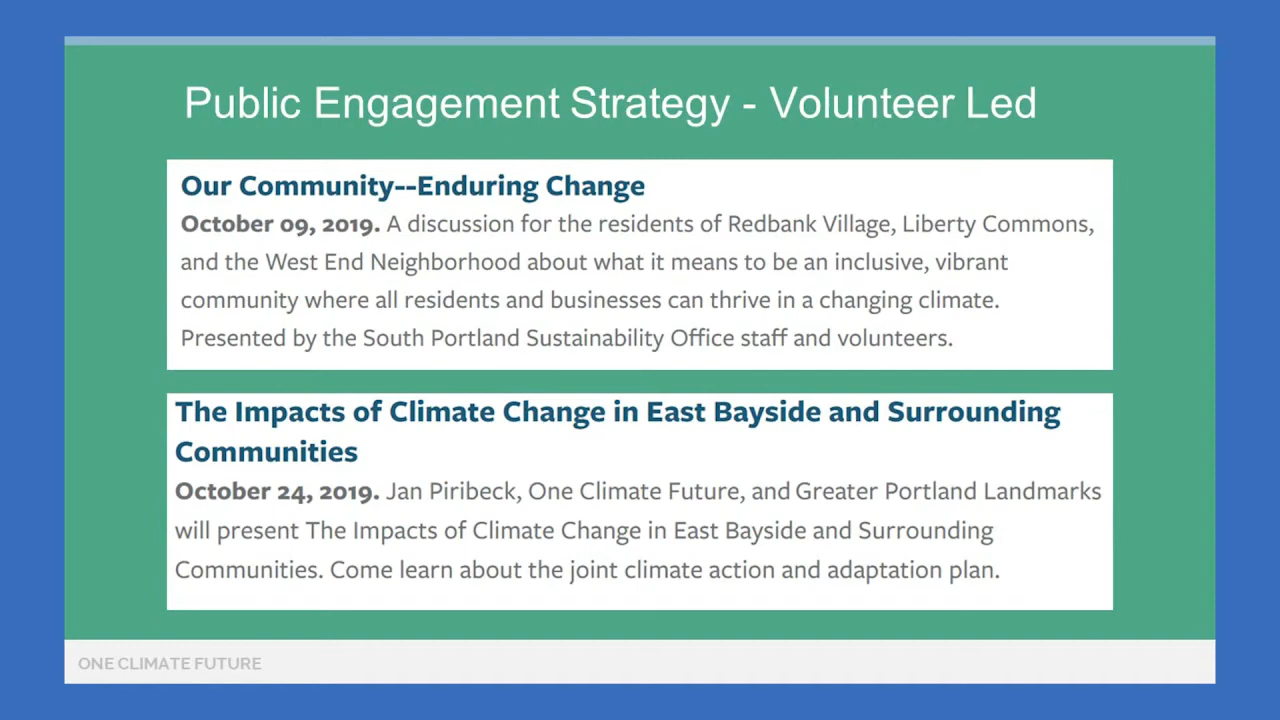 Public Engagement Strategy - Volunteer Led
Our Community--Enduring Change
October 09, 2019. A discussion for the residents of Redbank Village, Liberty Commons,
and the West End Neighborhood about what it means to be an inclusive, vibrant
community where all residents and businesses can thrive in a changing climate.
Presented by the South Portland Sustainability Office staff and volunteers.
The Impacts of Climate Change in East Bayside and Surrounding
Communities
October 24, 2019. Jan Piribeck, One Climate Future, and Greater Portland Landmarks
will present The Impacts of Climate Change in East Bayside and Surrounding
Communities. Come learn about the joint climate action and adaptation plan.
ONE CLIMATE FUTURE